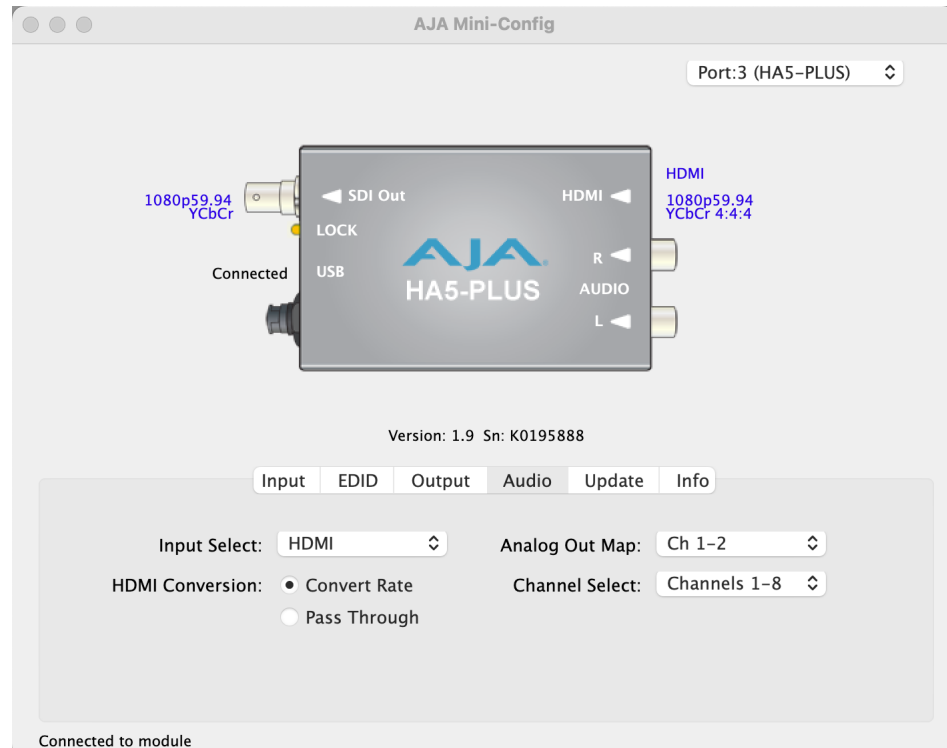 AJA Mini-Config
Port:3 (HA5-PLUS)
HDMI
1080p59.94
YCbCr
SDI Out
HDMI
1080p59.94
YCbCr 4:4:4
LOCK
Connected
USB
AJA
HA5-PLUS
R
AUDIO
L
Version: 1.9 Sn: K0195888
Input EDID Output Audio Update Info
Input Select: HDMI Analog Out Map: Ch 1-2
HDMI Conversion: Convert Rate Channel Select: Channels 1-8
Pass Through
Connected to module